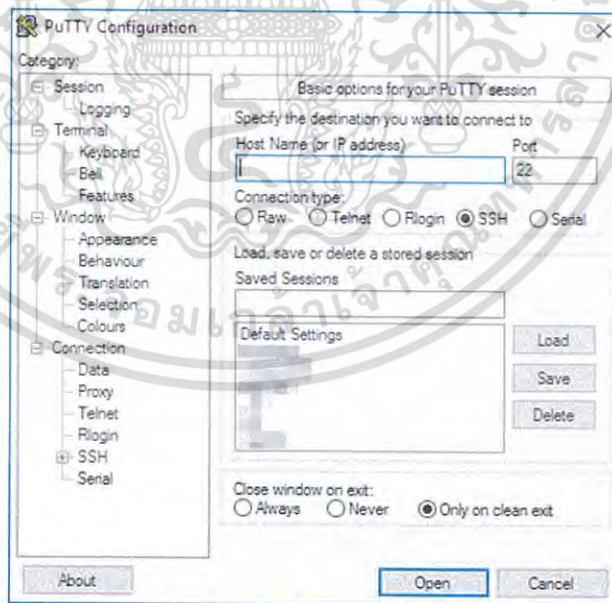 PuTTY Configuration
Category:
Session
Logging
Terminal
Keyboard
Bell
Features
Window
Appearance
Behaviour
Translation
Selection
Colours
Connection
Data
Proxy
Telnet
Rlogin
SSH
Serial
Basic options for your PuTTY session
Specify the destination you want to connect to
Host Name (or IP address) Port
22
Connection type:
Raw Telnet Rlogin SSH Serial
Load, save or delete a stored session
Saved Sessions
Default Settings
Load
Save
Delete
Close window on exit:
Always Never Only on clean exit
About Open Cancel